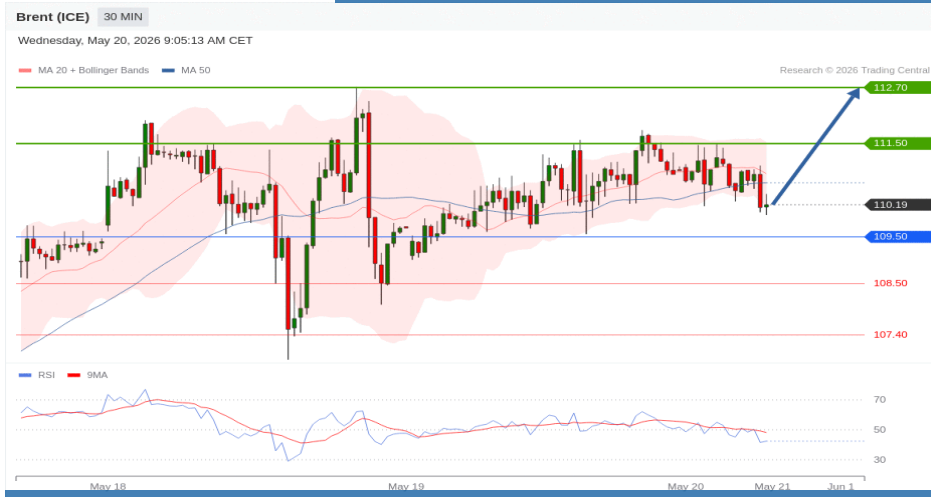 Brent (ICE) 30 MIN
Wednesday, May 20, 2026 9:05:13 AM CET
MA 20 + Bollinger Bands MA 50
Research © 2026 Trading Central
112.70
111.50
110.19
109.50
108.50
107.40
RSI 9MA
70
50
30
May 18 May 19 May 20 May 21 Jun 1